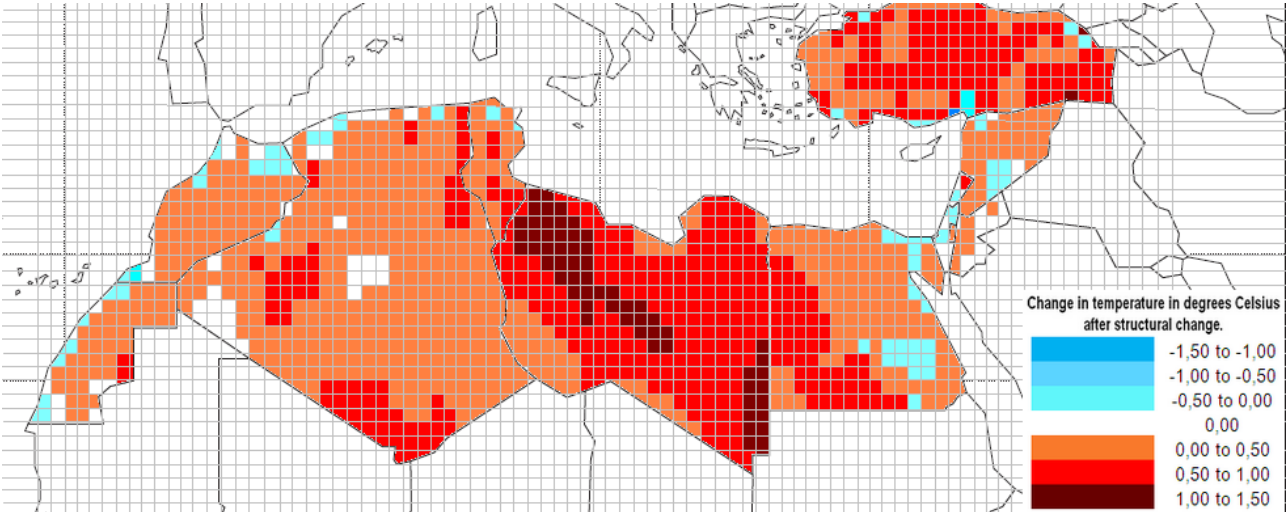 Change in temperature in degrees Celsius
after structural change.
-1,50 to -1,00
-1,00 to -0,50
-0,50 to 0,00
0,00
0,00 to 0,50
0,50 to 1,00
1,00 to 1,50